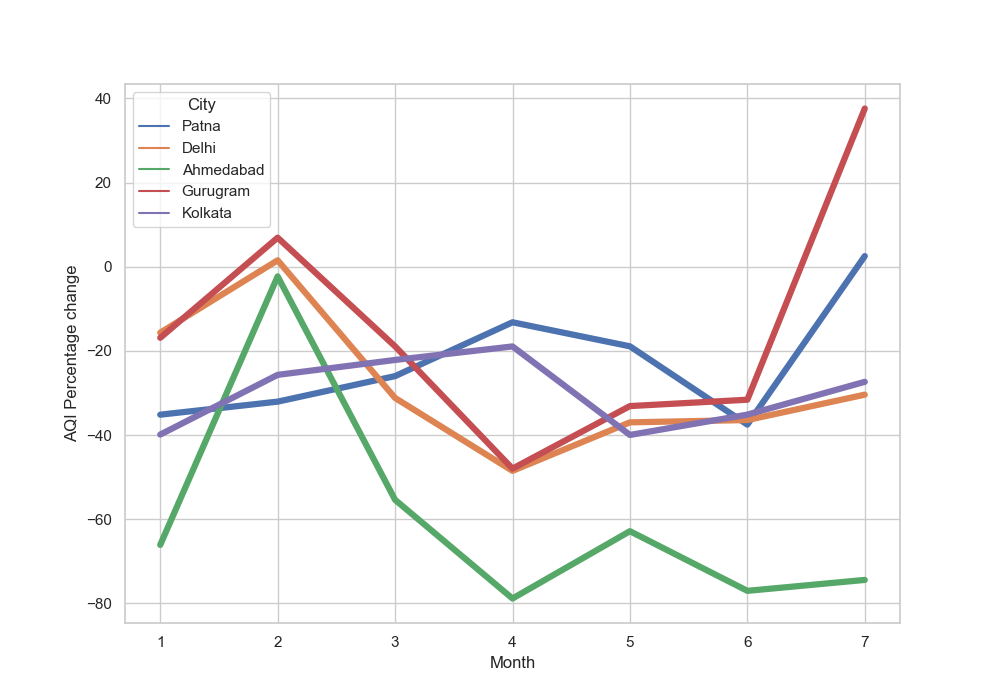 City
Patna
Delhi
Ahmedabad
Gurugram
Kolkata
40
20
0
−20
−40
−60
−80
AQI Percentage change
1 2 3 4 5 6 7
Month